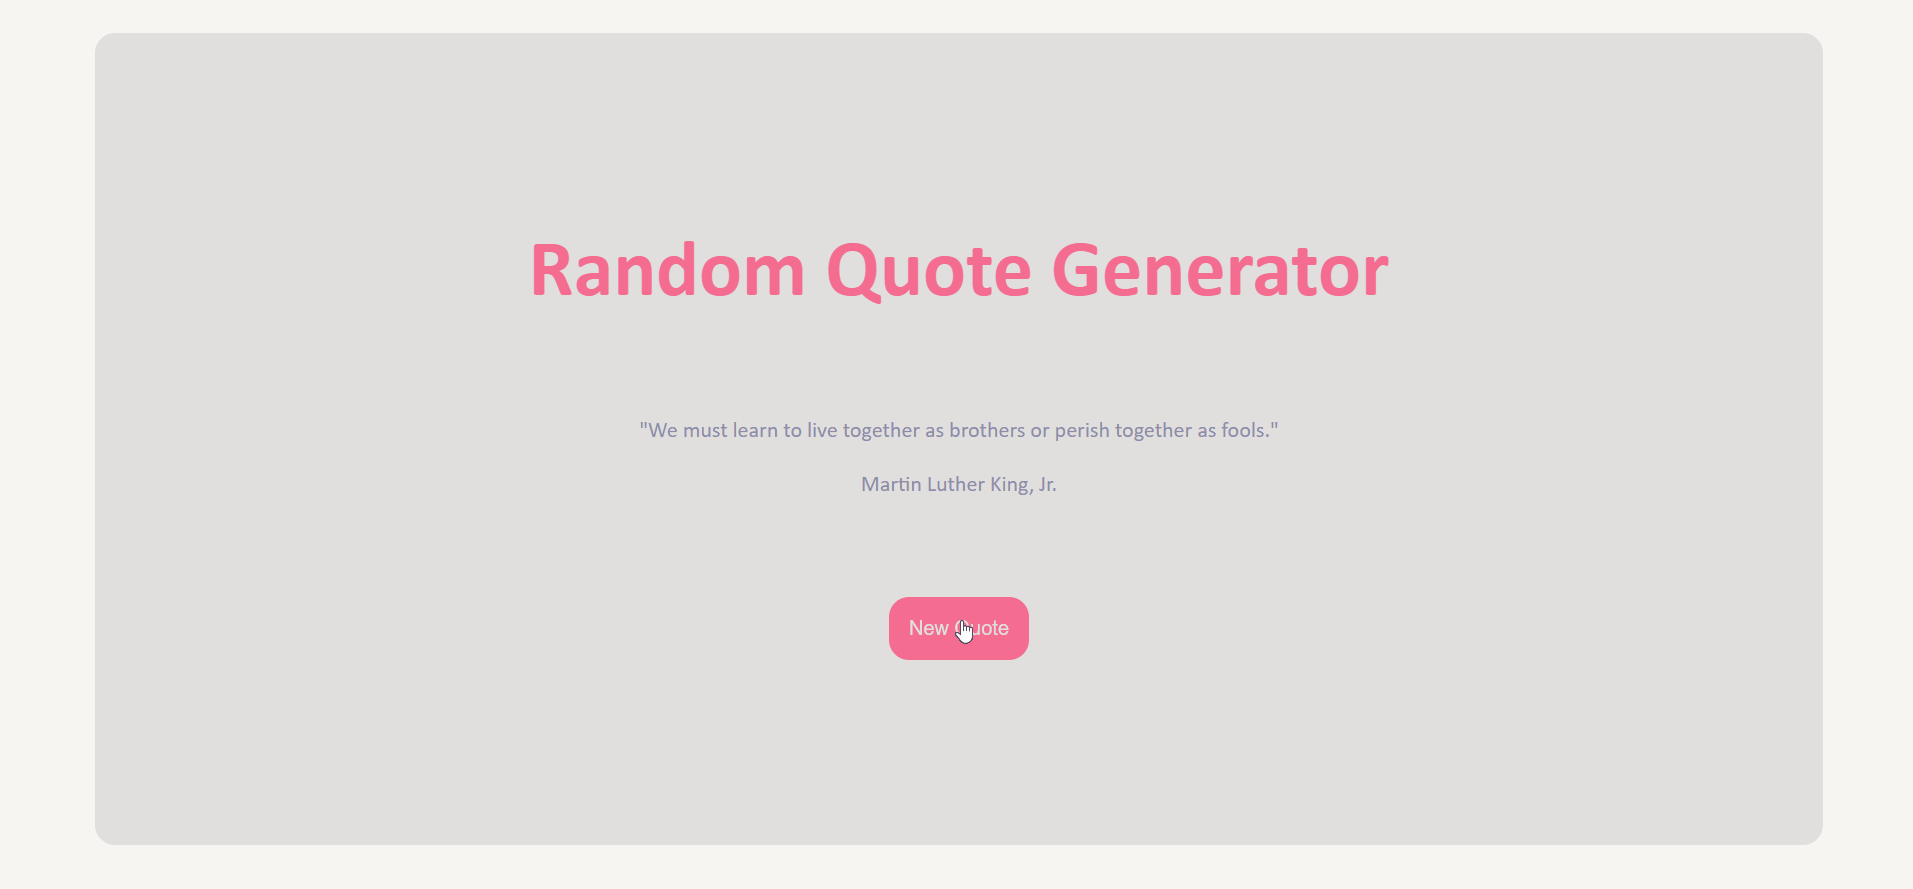 Random Quote Generator
"We must learn to live together as brothers or perish together as fools."
Martin Luther King, Jr.
New Quote